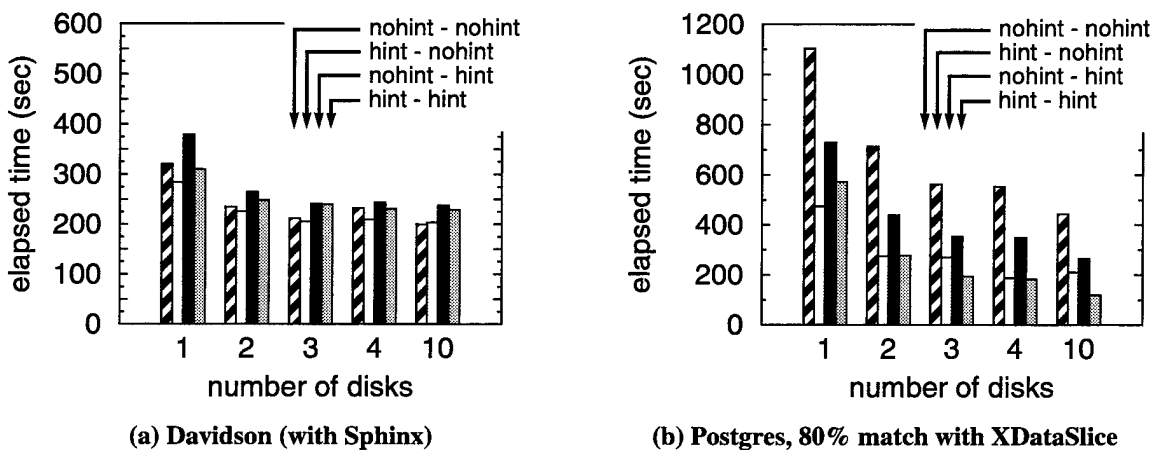 elapsed time (sec)
600
500
400
300
200
100
0
nohint - nohint
hint - nohint
nohint - hint
hint - hint
1 2 3 4 10
number of disks
(a) Davidson (with Sphinx)
elapsed time (sec)
1200
1000
800
600
400
200
0
nohint - nohint
hint - nohint
nohint - hint
hint - hint
1 2 3 4 10
number of disks
(b) Postgres, 80% match with XDataSlice